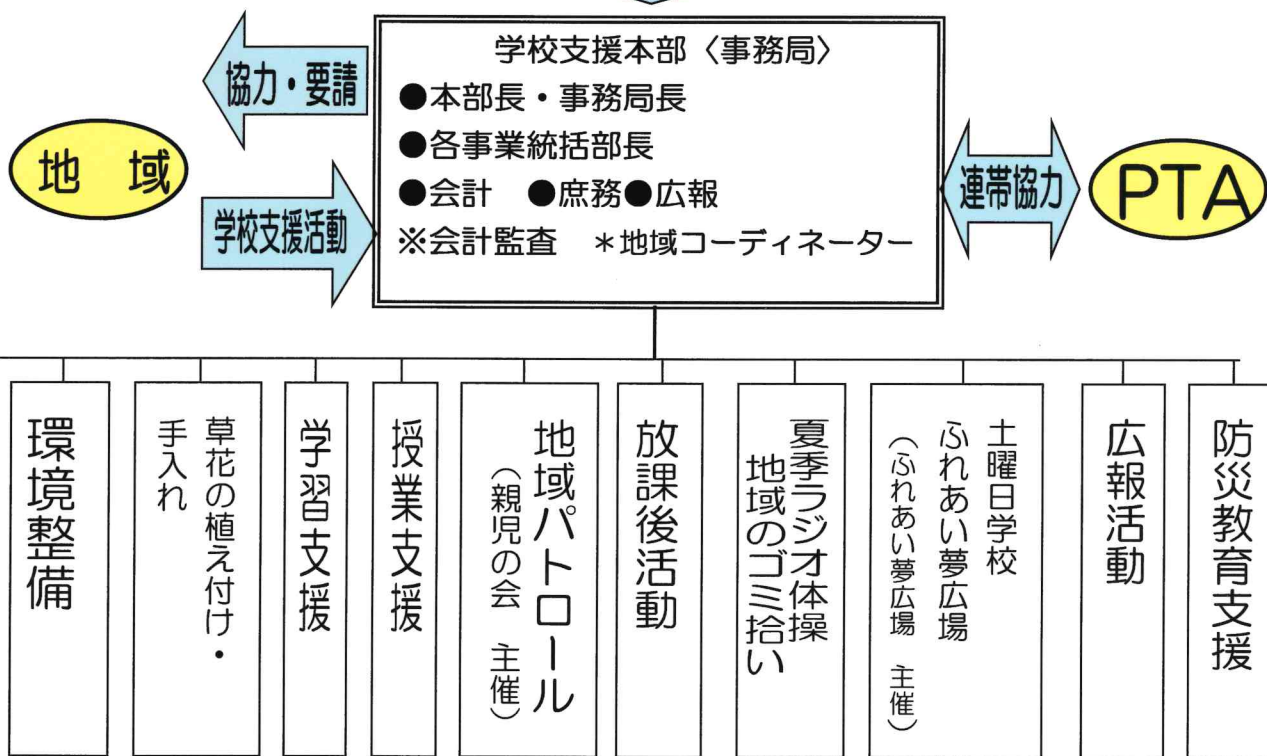 協力・要請
地 域
学校支援活動
学校支援本部〈事務局〉
●本部長・事務局長
●各事業統括部長
●会計 ●庶務●広報
※会計監査 *地域コーディネーター
連帯協力
PTA
環境整備
草花の植え付け・
手入れ
学習支援
授業支援
地域パトロール
(親児の会 主催)
放課後活動
夏季ラジオ体操
地域のゴミ拾い
土曜日学校
ふれあい夢広場
(ふれあい夢広場 主催)
広報活動
防災教育支援